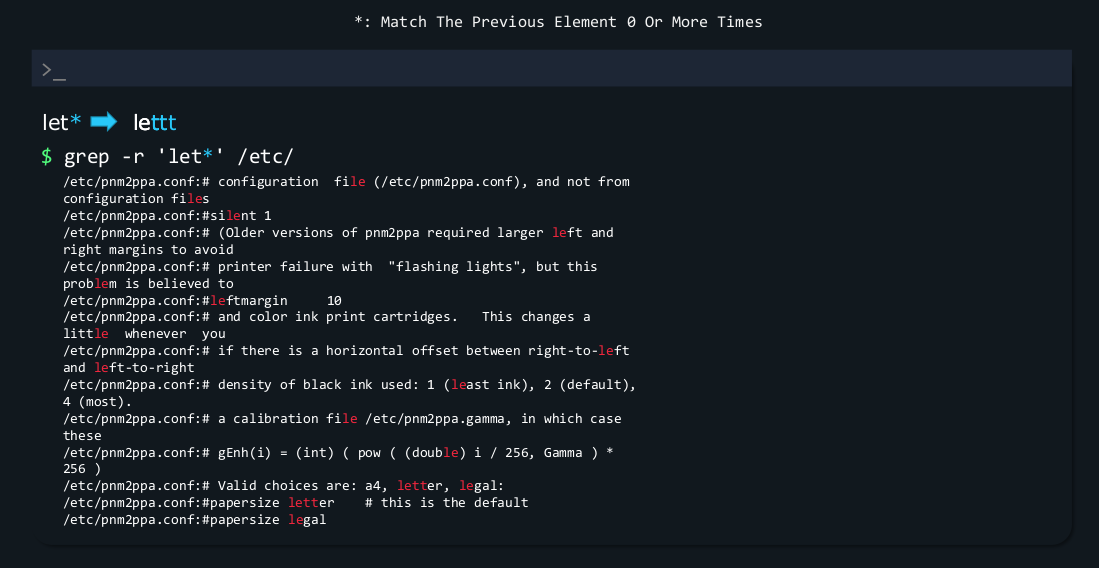 *: Match The Previous Element 0 Or More Times
>_
let* ➡ lettt
$ grep -r 'let*' /etc/
/etc/pnm2ppa.conf:# configuration  file (/etc/pnm2ppa.conf), and not from
configuration files
/etc/pnm2ppa.conf:#silent 1
/etc/pnm2ppa.conf:# (Older versions of pnm2ppa required larger left and
right margins to avoid
/etc/pnm2ppa.conf:# printer failure with  "flashing lights", but this
problem is believed to
/etc/pnm2ppa.conf:#leftmargin     10
/etc/pnm2ppa.conf:# and color ink print cartridges.   This changes a
little  whenever  you
/etc/pnm2ppa.conf:# if there is a horizontal offset between right-to-left
and left-to-right
/etc/pnm2ppa.conf:# density of black ink used: 1 (least ink), 2 (default),
4 (most).
/etc/pnm2ppa.conf:# a calibration file /etc/pnm2ppa.gamma, in which case
these
/etc/pnm2ppa.conf:# gEnh(i) = (int) ( pow ( (double) i / 256, Gamma ) *
256 )
/etc/pnm2ppa.conf:# Valid choices are: a4, letter, legal:
/etc/pnm2ppa.conf:#papersize letter    # this is the default
/etc/pnm2ppa.conf:#papersize legal